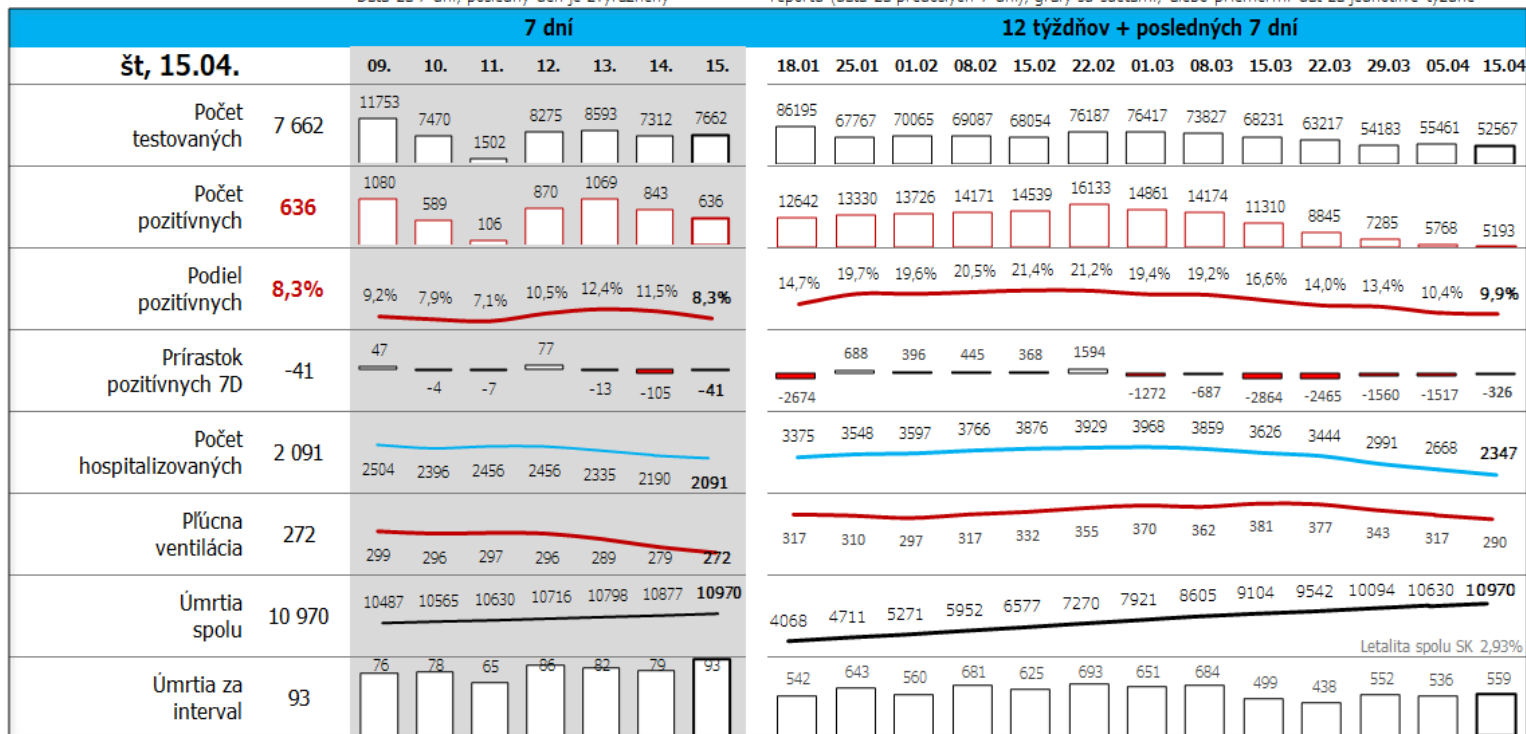 7 dní 12 týždňov + posledných 7 dní
št, 15.04. 09. 10. 11. 12. 13. 14. 15. 18.01 25.01 01.02 08.02 15.02 22.02 01.03 08.03 15.03 22.03 29.03 05.04 15.04
Počet testovaných 7 662 11753 7470 1502 8275 8593 7312 7662 86195 67767 70065 69087 68054 76187 76417 73827 68231 63217 54183 55461 52567
Počet pozitívnych 636 1080 589 106 870 1069 843 636 12642 13330 13726 14171 14539 16133 14861 14174 11310 8845 7285 5768 5193
Podiel pozitívnych 8,3% 9,2% 7,9% 7,1% 10,5% 12,4% 11,5% 8,3% 14,7% 19,7% 19,6% 20,5% 21,4% 21,2% 19,4% 19,2% 16,6% 14,0% 13,4% 10,4% 9,9%
Prírastok pozitívnych 7D -41 47 -4 -7 77 -13 -105 -41 -2674 688 396 445 368 1594 -1272 -687 -2864 -2465 -1560 -1517 -326
Počet hospitalizovaných 2 091 2504 2396 2456 2456 2335 2190 2091 3375 3548 3597 3766 3876 3929 3968 3859 3626 3444 2991 2668 2347
Pľúcna ventilácia 272 299 296 297 296 289 279 272 317 310 297 317 332 355 370 362 381 377 343 317 290
Úmrtia spolu 10 970 10487 10565 10630 10716 10798 10877 10970 4068 4711 5271 5952 6577 7270 7921 8605 9104 9542 10094 10630 10970
Letalita spolu SK 2,93%
Úmrtia za interval 93 76 78 65 86 82 79 93 542 643 560 681 625 693 651 684 499 438 552 536 559